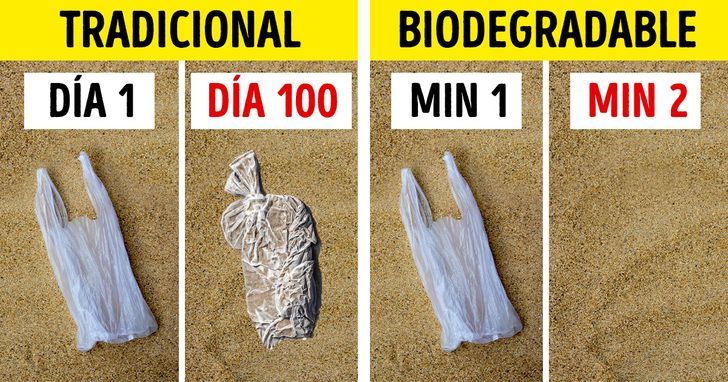 TRADICIONAL
BIODEGRADABLE
DÍA 1
DÍA 100
MIN 1
MIN 2